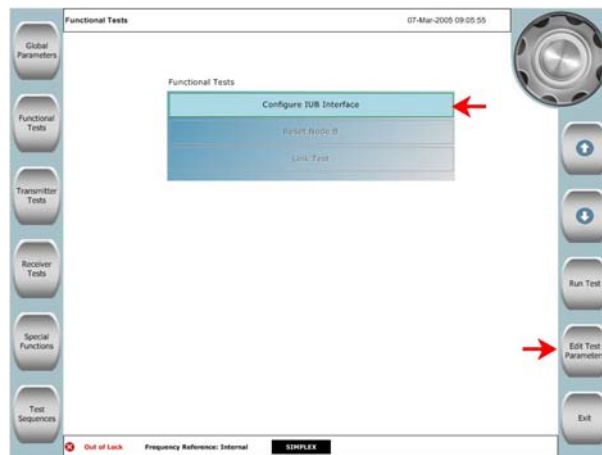 Functional Tests
07-Mar-2005 09:05:55
Global
Parameters
Functional
Tests
Transmitter
Tests
Receiver
Tests
Special
Functions
Test
Sequences
Functional Tests
Configure IUB Interface
Reset Node B
Link Test
Run Test
Edit Test
Parameters
Exit
Out of Lock
Frequency Reference: Internal
SIMPLEX